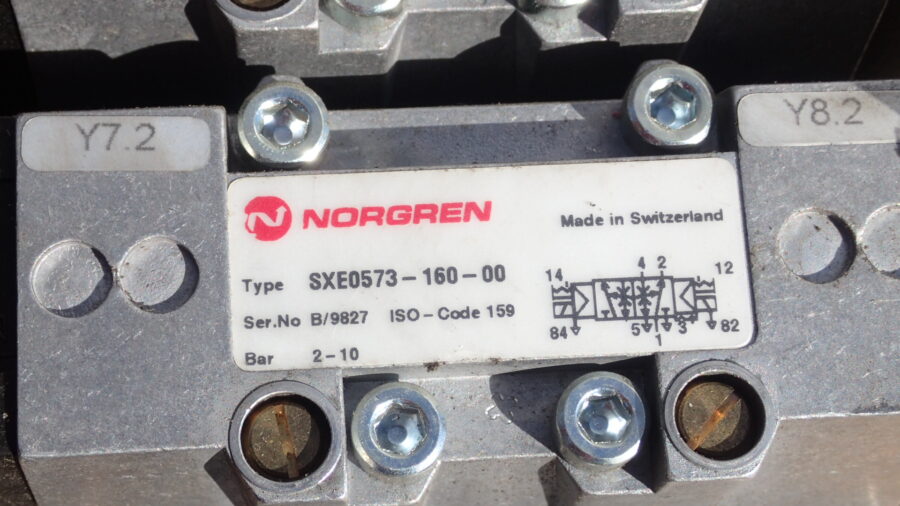 Y7.2
Y8.2
NORGREN
Made in Switzerland
Type SXE0573-160-00
Ser.No B/9827 ISO-Code 159
Bar 2-10
14 4 2 12
84 5 1 3 82